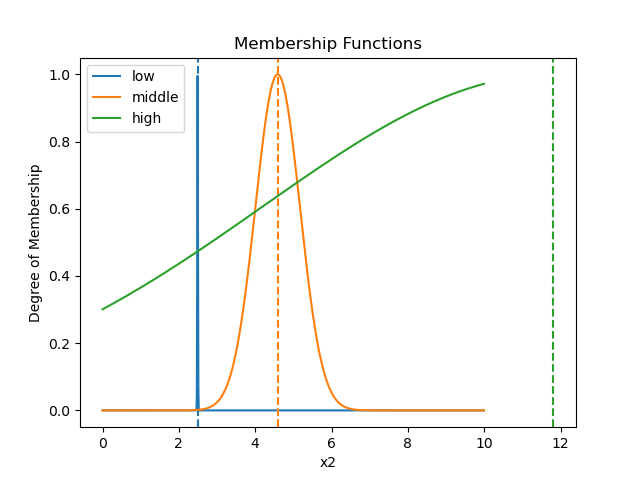 Membership Functions
low
middle
high
Degree of Membership
1.0
0.8
0.6
0.4
0.2
0.0
0 2 4 6 8 10 12
x2